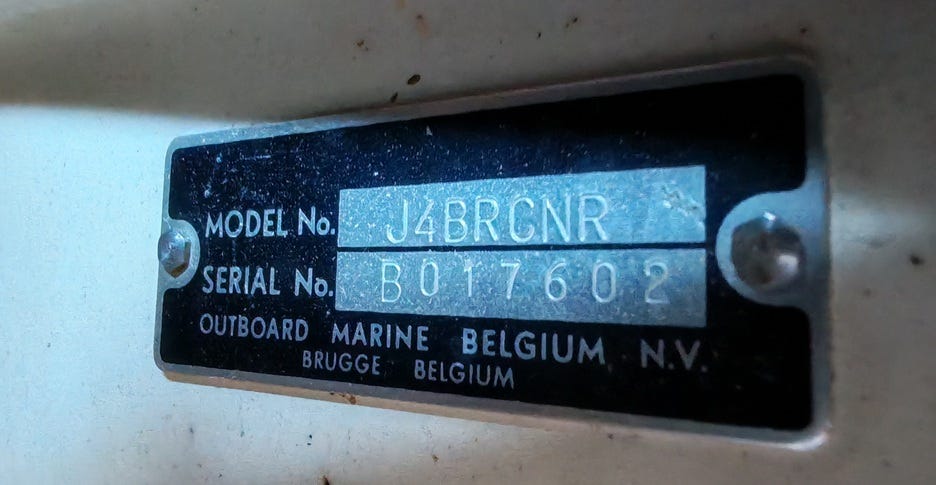 MODEL No. J4BRCNR
SERIAL No. B017602
OUTBOARD MARINE BELGIUM N.V.
BRUGGE BELGIUM